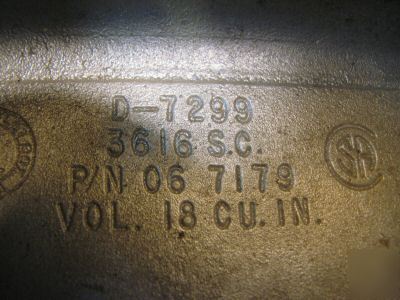 D-7299
3616 S.C.
P/N 06 7179
VOL. 18 CU. IN.